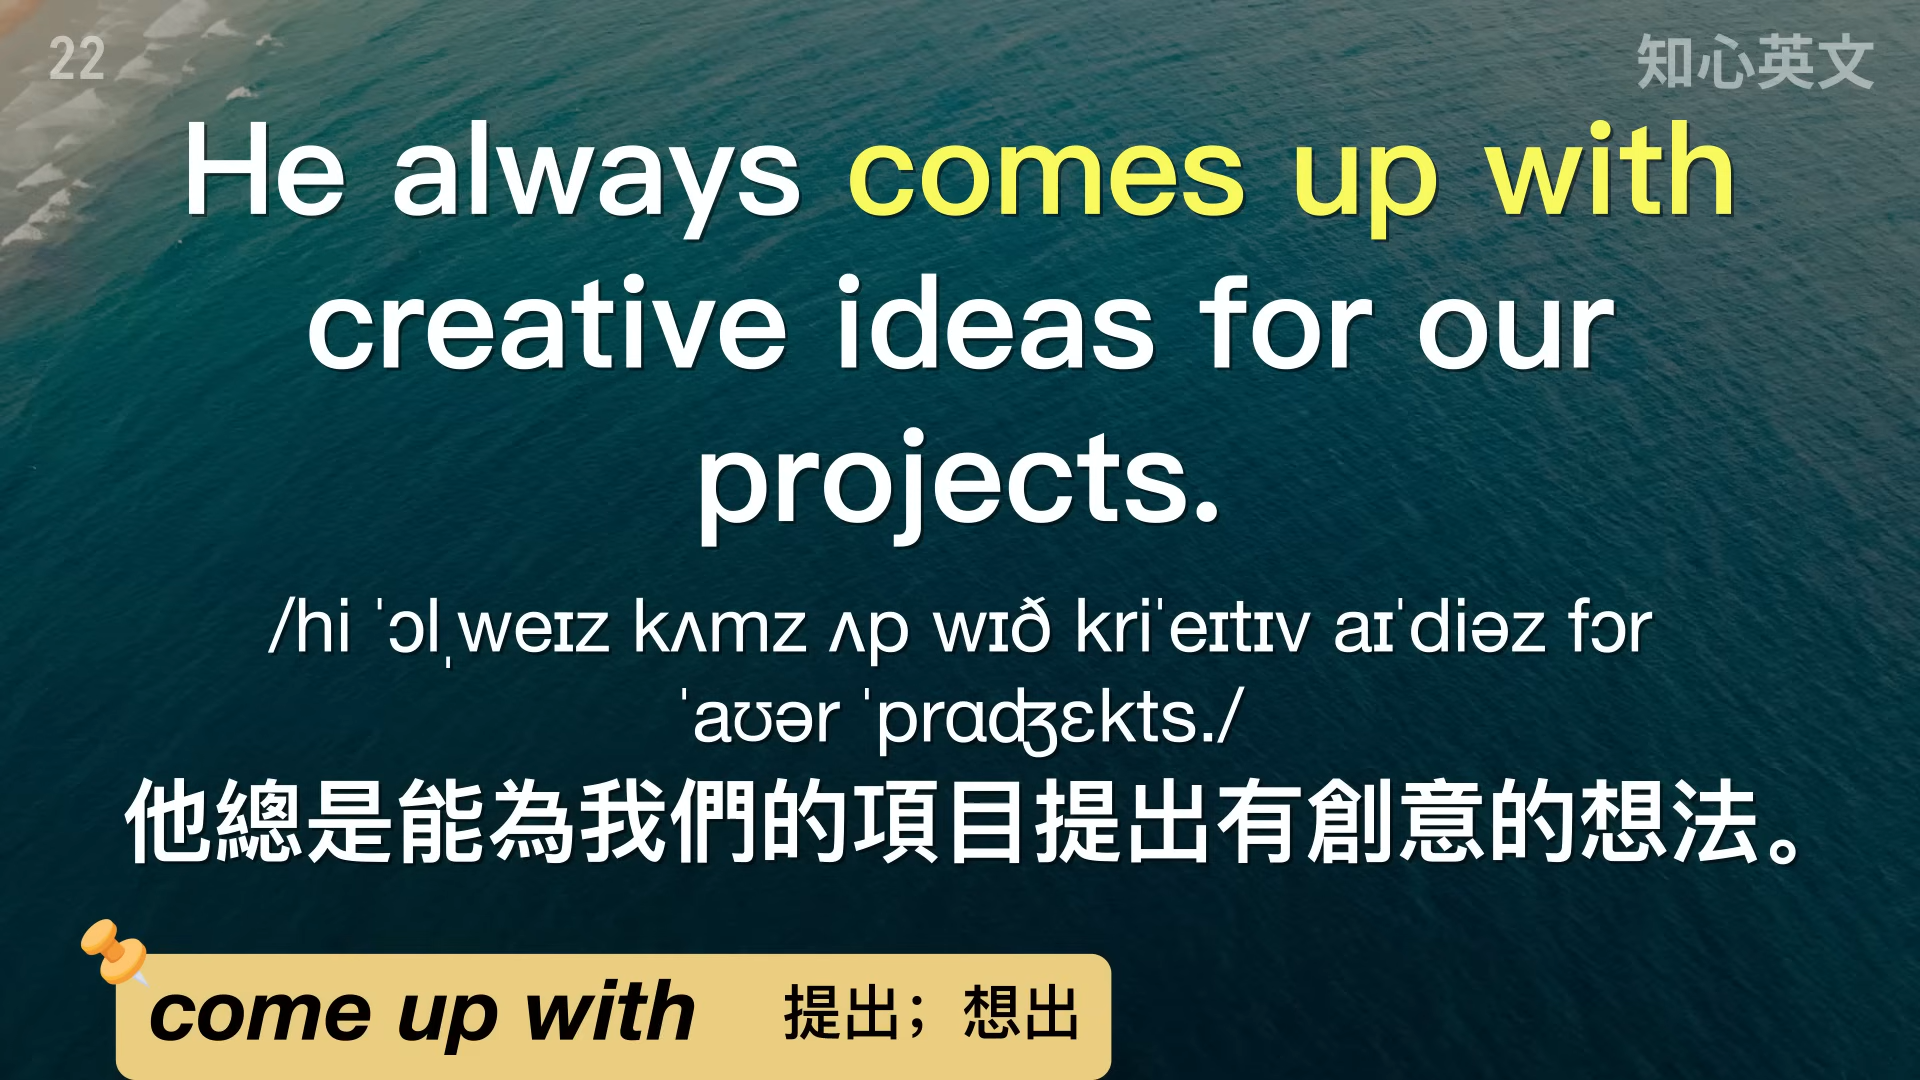 22
知心英文
He always comes up with
creative ideas for our
projects.
/hi ˈɔlˌweɪz kʌmz ʌp wɪð kriˈeɪtɪv aɪˈdiəz fɔr
ˈaʊər ˈprɑʤɛkts./
他總是能為我們的項目提出有創意的想法。
come up with 提出；想出